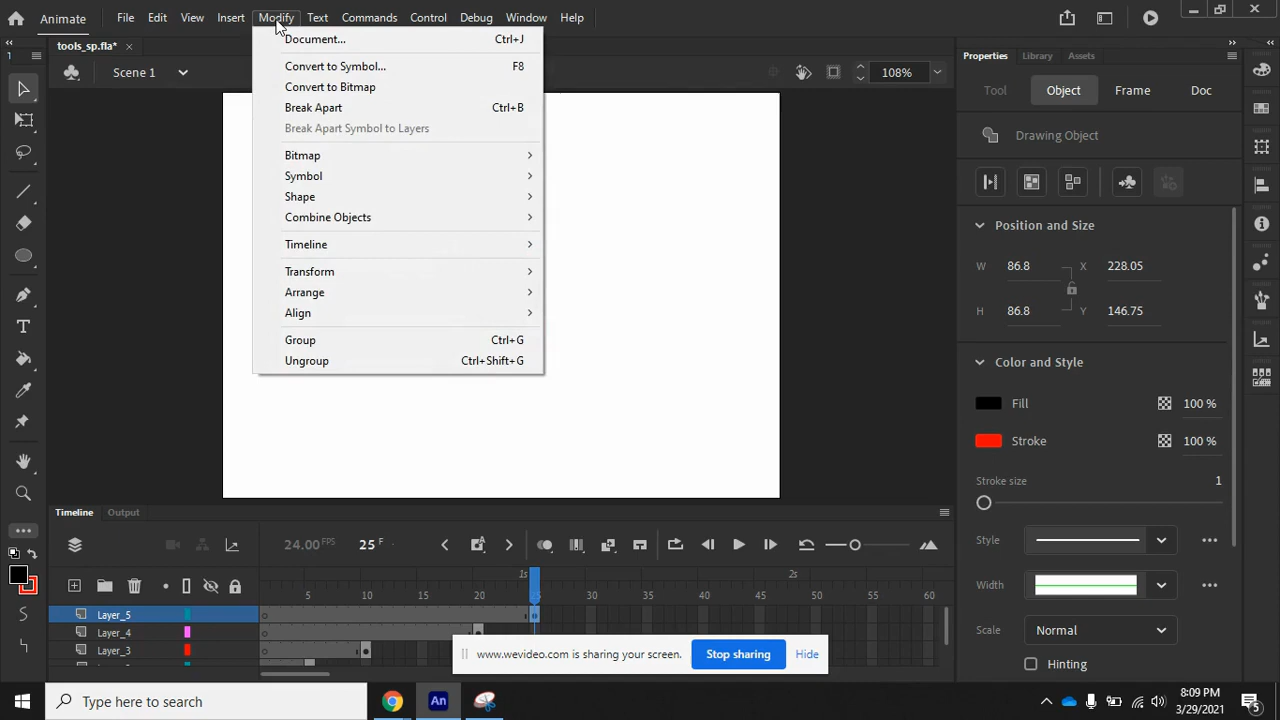 Animate File Edit View Insert Modify Text Commands Control Debug Window Help
tools_sp.fla* ×
Scene 1 108%
Document... Ctrl+J
Convert to Symbol... F8
Convert to Bitmap
Break Apart Ctrl+B
Break Apart Symbol to Layers
Bitmap
Symbol
Shape
Combine Objects
Timeline
Transform
Arrange
Align
Group Ctrl+G
Ungroup Ctrl+Shift+G
Properties Library Assets
Tool Object Frame Doc
Drawing Object
Position and Size
W 86.8 X 228.05
H 86.8 Y 146.75
Color and Style
Fill 100 %
Stroke 100 %
Stroke size 1
Style
Width
Scale Normal
Hinting
Timeline Output
24.00 FPS 25 F
1s 2s
5 10 15 20 25 30 35 40 45 50 55 60
Layer_5
Layer_4
Layer_3
www.wevideo.com is sharing your screen. Stop sharing Hide
Type here to search
An
8:09 PM
3/29/2021
5